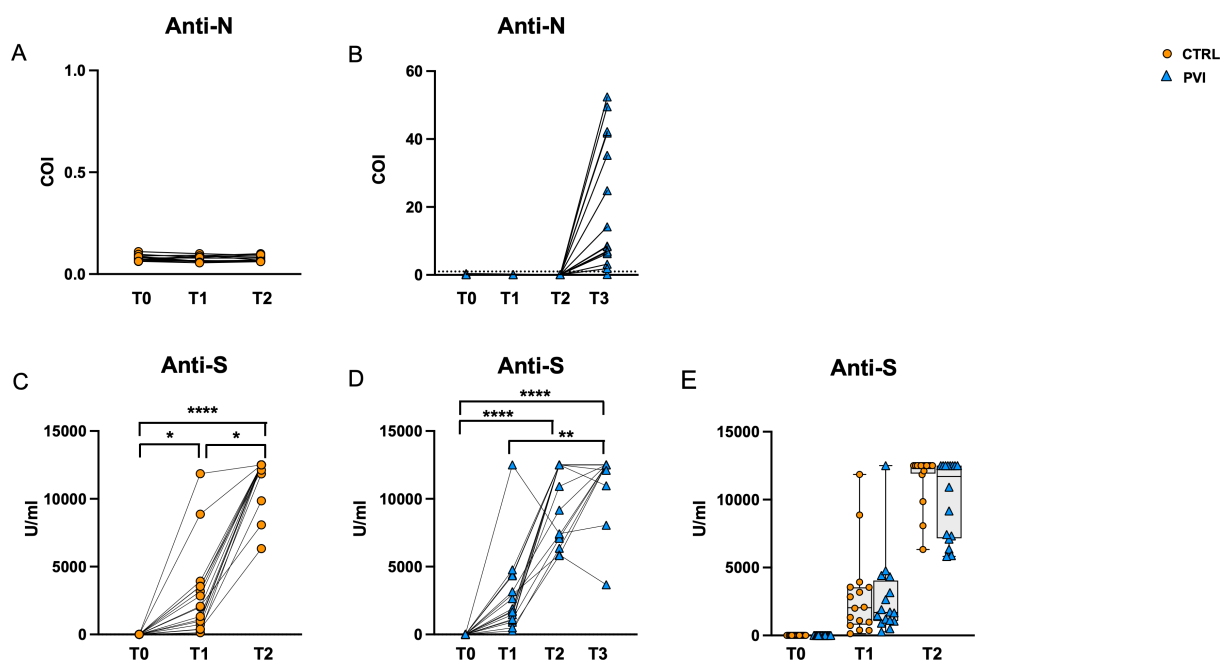 Anti-N
Anti-N
A
B
CTRL
PVI
1.0
0.5
0.0
COI
T0 T1 T2
60
40
20
0
COI
T0 T1 T2 T3
Anti-S
Anti-S
Anti-S
C
D
E
****
* *
15000
10000
5000
0
U/ml
T0 T1 T2
****
****
**
15000
10000
5000
0
U/ml
T0 T1 T2 T3
15000
10000
5000
0
U/ml
T0 T1 T2